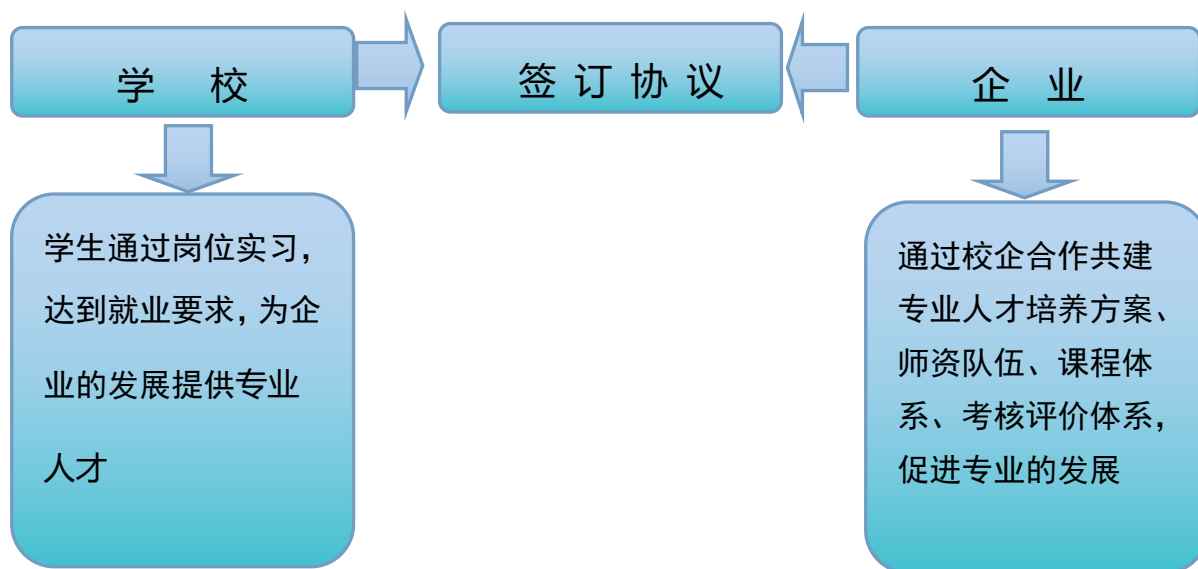 学 校
签 订 协 议
企 业
学生通过岗位实习,
达到就业要求,为企
业的发展提供专业
人才
通过校企合作共建
专业人才培养方案、
师资队伍、课程体
系、考核评价体系,
促进专业的发展